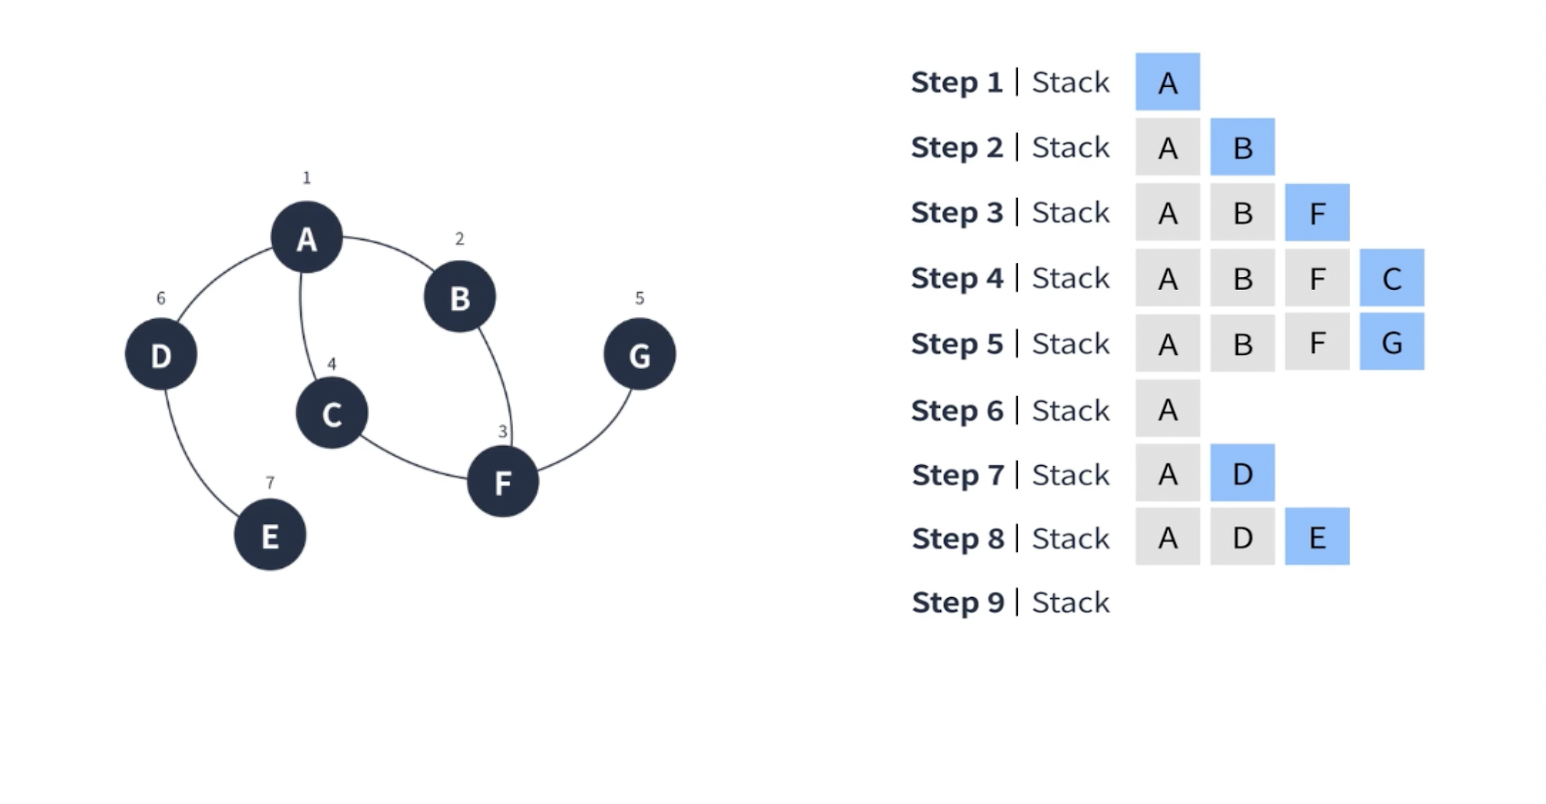 1
A
2
B
6
D
5
G
4
C
3
F
7
E
Step 1 | Stack A
Step 2 | Stack A B
Step 3 | Stack A B F
Step 4 | Stack A B F C
Step 5 | Stack A B F G
Step 6 | Stack A
Step 7 | Stack A D
Step 8 | Stack A D E
Step 9 | Stack